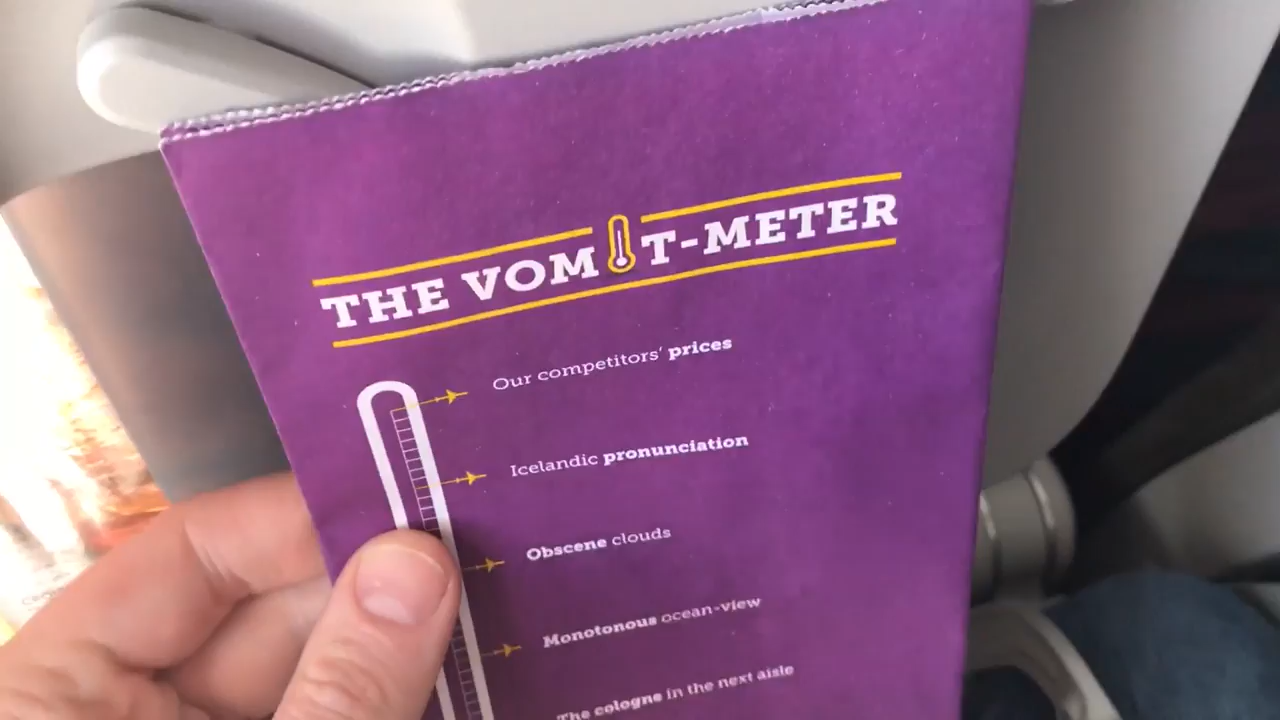 THE VOMIT-METER
Our competitors' prices
Icelandic pronunciation
Obscene clouds
Monotonous ocean-view
The cologne in the next aisle